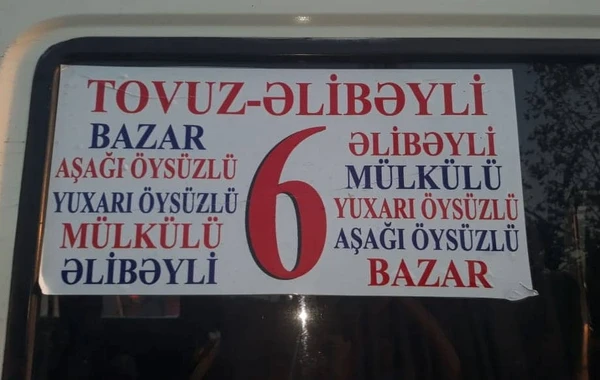 TOVUZ-ƏLİBƏYLİ
BAZAR
AŞAĞI ÖYSÜZLÜ
YUXARI ÖYSÜZLÜ
MÜLKÜLÜ
ƏLİBƏYLİ
6
ƏLİBƏYLİ
MÜLKÜLÜ
YUXARI ÖYSÜZLÜ
AŞAĞI ÖYSÜZLÜ
BAZAR